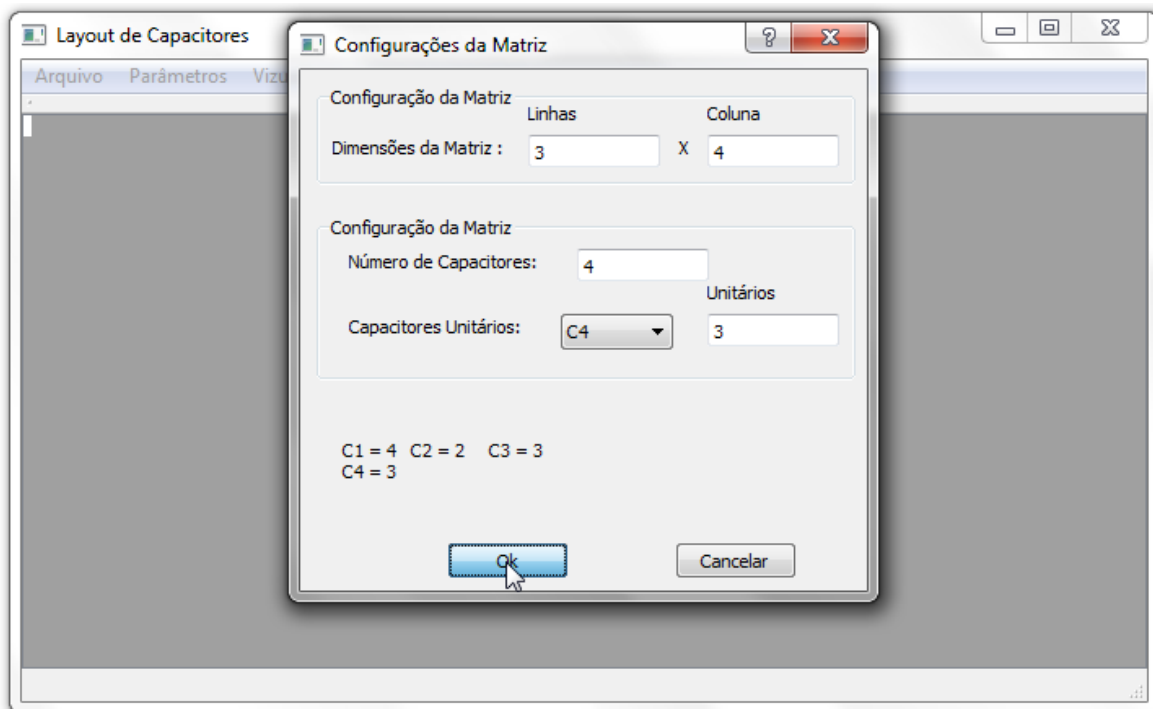 Layout de Capacitores
Arquivo Parâmetros
Configurações da Matriz
Configuração da Matriz
Linhas Coluna
Dimensões da Matriz : 3 X 4
Configuração da Matriz
Número de Capacitores: 4
Unitários
Capacitores Unitários: C4 3
C1 = 4 C2 = 2 C3 = 3
C4 = 3
Ok Cancelar